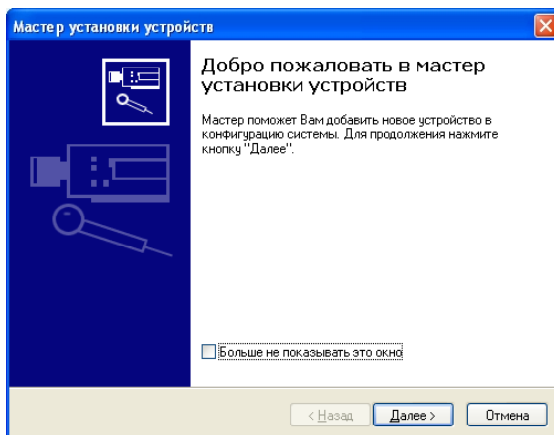 Мастер установки устройств
Добро пожаловать в мастер
установки устройств
Мастер поможет Вам добавить новое устройство в
конфигурацию системы. Для продолжения нажмите
кнопку "Далее".
Больше не показывать это окно
< Назад
Далее >
Отмена